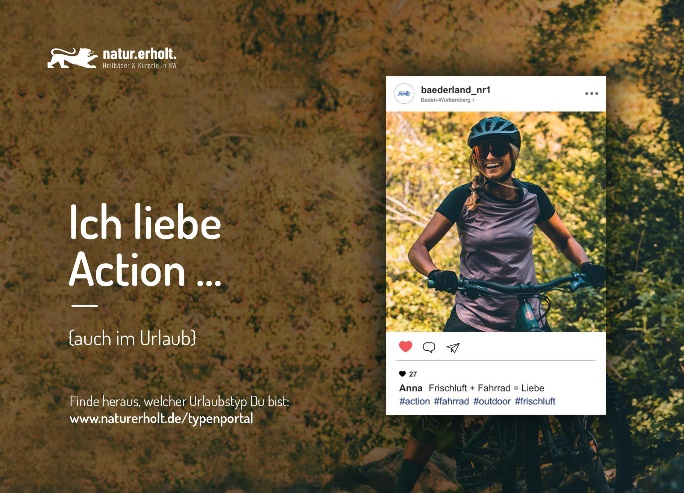 natur.erholt.
Heilbäder & Kurorte in BW
Ich liebe
Action ...
{auch im Urlaub}
Finde heraus, welcher Urlaubstyp Du bist:
www.naturerholt.de/typenportal
baederland_nr1
Baden-Württemberg >
27
Anna Frischluft + Fahrrad = Liebe
#action #fahrrad #outdoor #frischluft